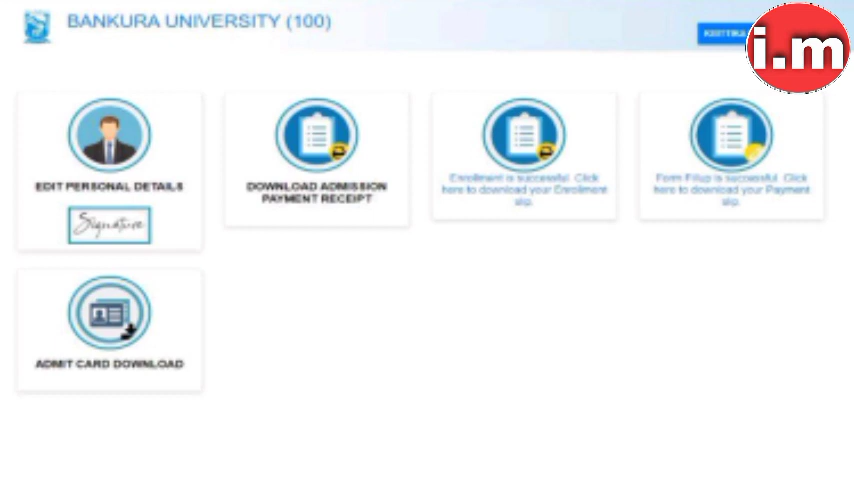 BANKURA UNIVERSITY (100)
i.m
EDIT PERSONAL DETAILS
Signature
DOWNLOAD ADMISSION
PAYMENT RECEIPT
Enrollment is successful. Click
here to download your Enrollment
slip.
Form Fillup is successful. Click
here to download your Payment
slip.
ADMIT CARD DOWNLOAD